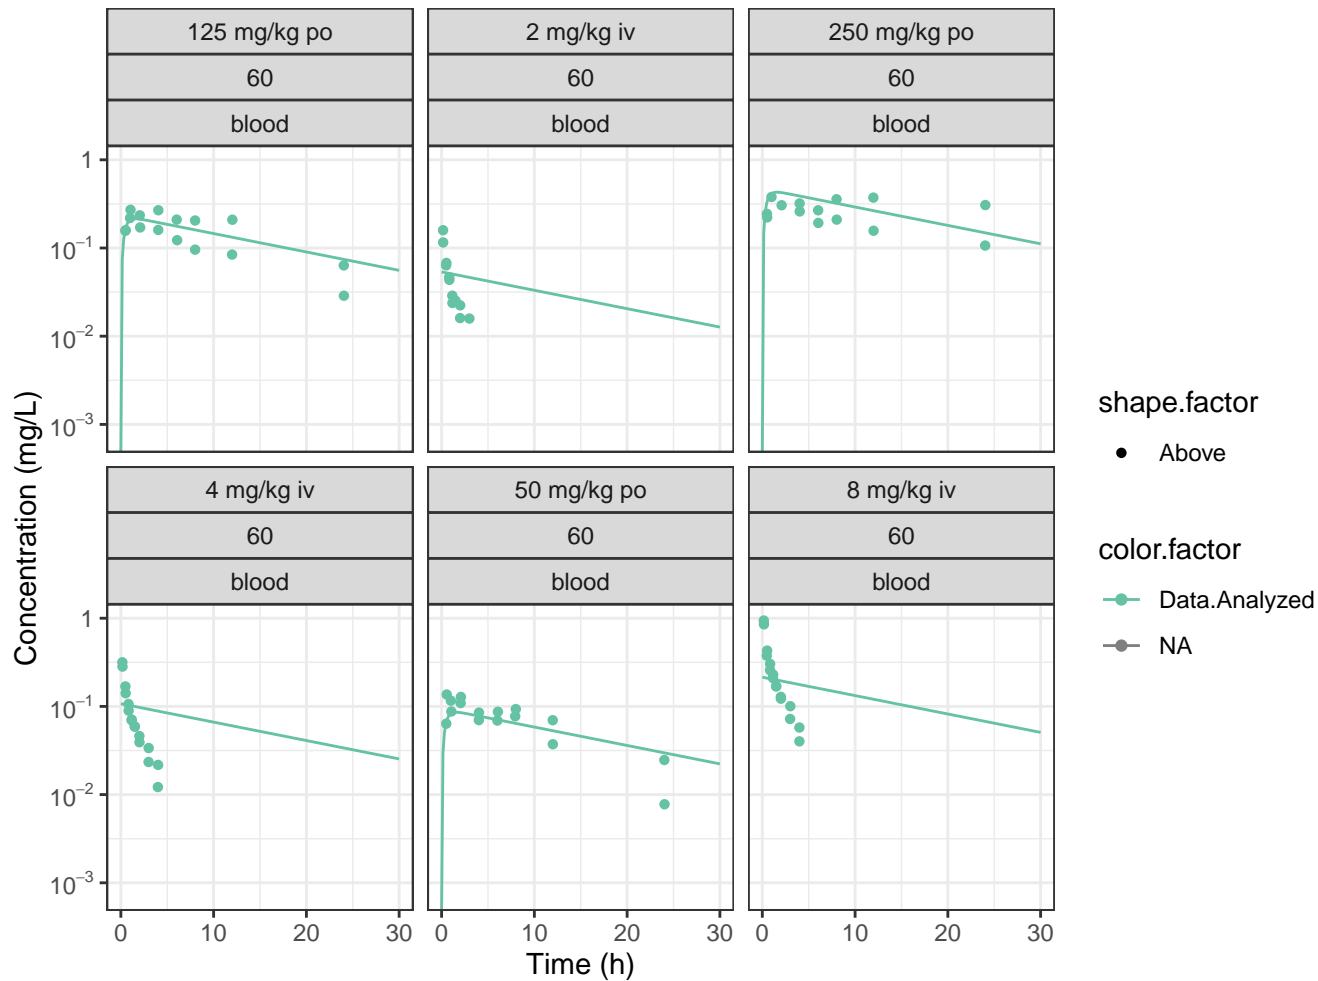 125 mg/kg po
2 mg/kg iv
250 mg/kg po
60
60
60
blood
blood
blood
1
10⁻¹
10⁻²
10⁻³
Concentration (mg/L)
4 mg/kg iv
50 mg/kg po
8 mg/kg iv
60
60
60
blood
blood
blood
1
10⁻¹
10⁻²
10⁻³
0 10 20 30
0 10 20 30
0 10 20 30
Time (h)
shape.factor
Above
color.factor
Data.Analyzed
NA